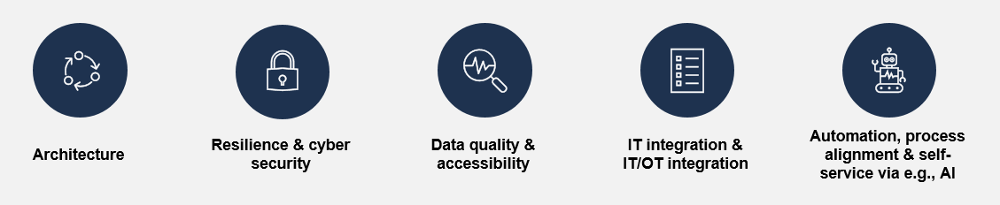 Architecture
Resilience & cyber
security
Data quality &
accessibility
IT integration &
IT/OT integration
Automation, process
alignment & self-
service via e.g., AI